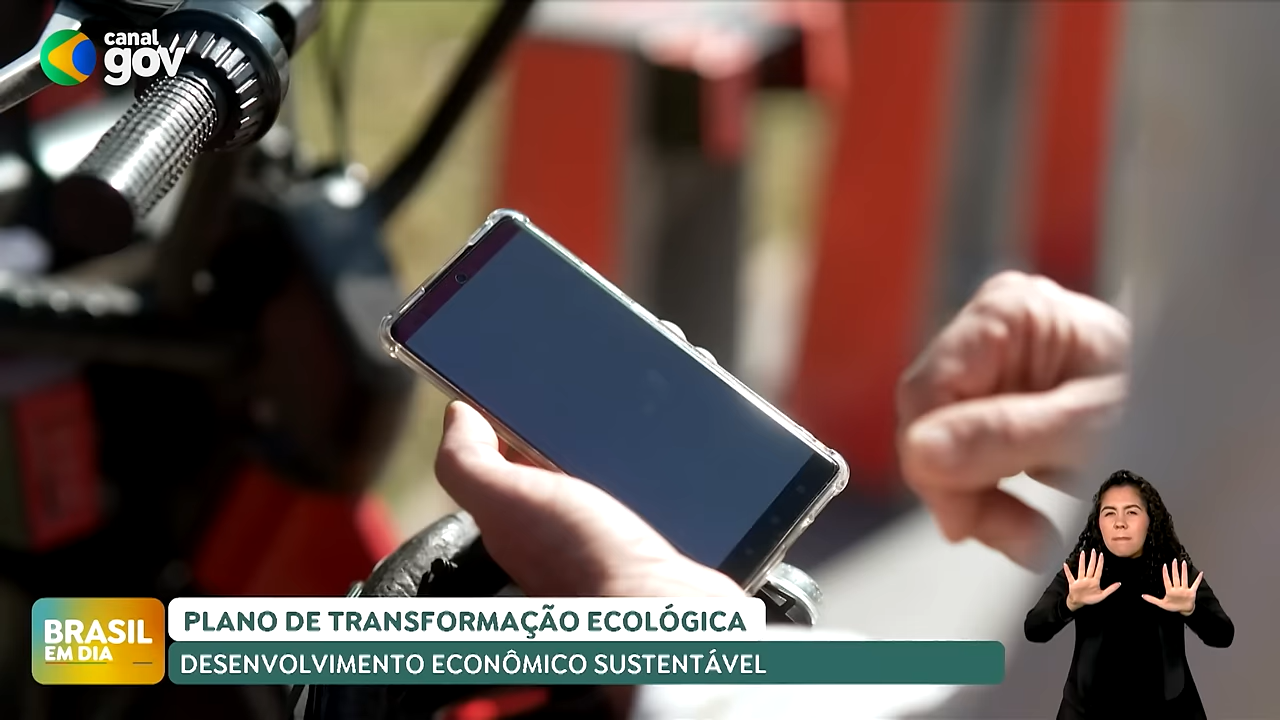 canal
gov
BRASIL
EM DIA
PLANO DE TRANSFORMAÇÃO ECOLÓGICA
DESENVOLVIMENTO ECONÔMICO SUSTENTÁVEL